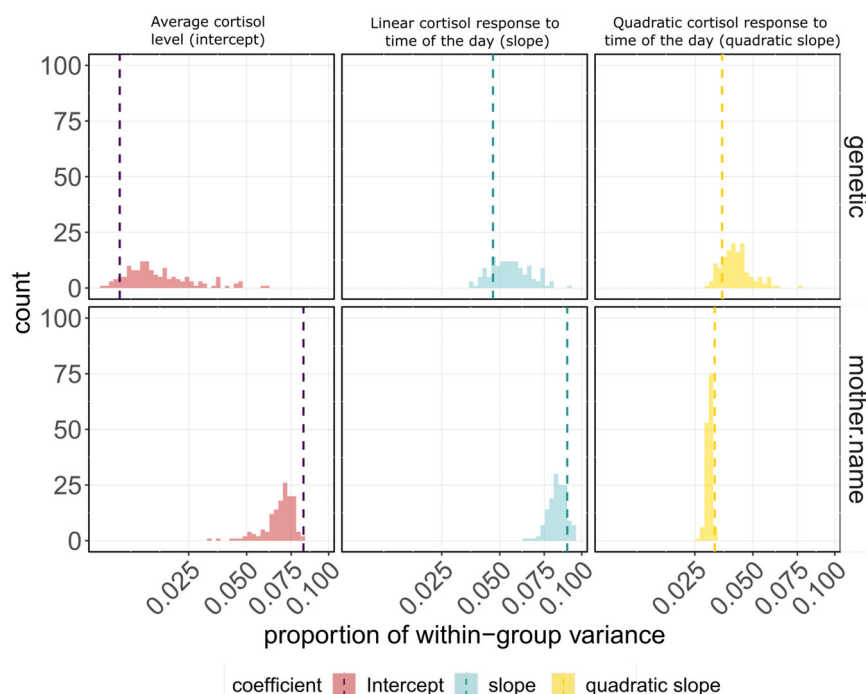 Average cortisol
level (intercept)
Linear cortisol response to
time of the day (slope)
Quadratic cortisol response to
time of the day (quadratic slope)
100
75
50
25
0
genetic
count
100
75
50
25
0
mother.name
0.025
0.050
0.075
0.100
0.025
0.050
0.075
0.100
0.025
0.050
0.075
0.100
proportion of within−group variance
coefficient Intercept slope quadratic slope